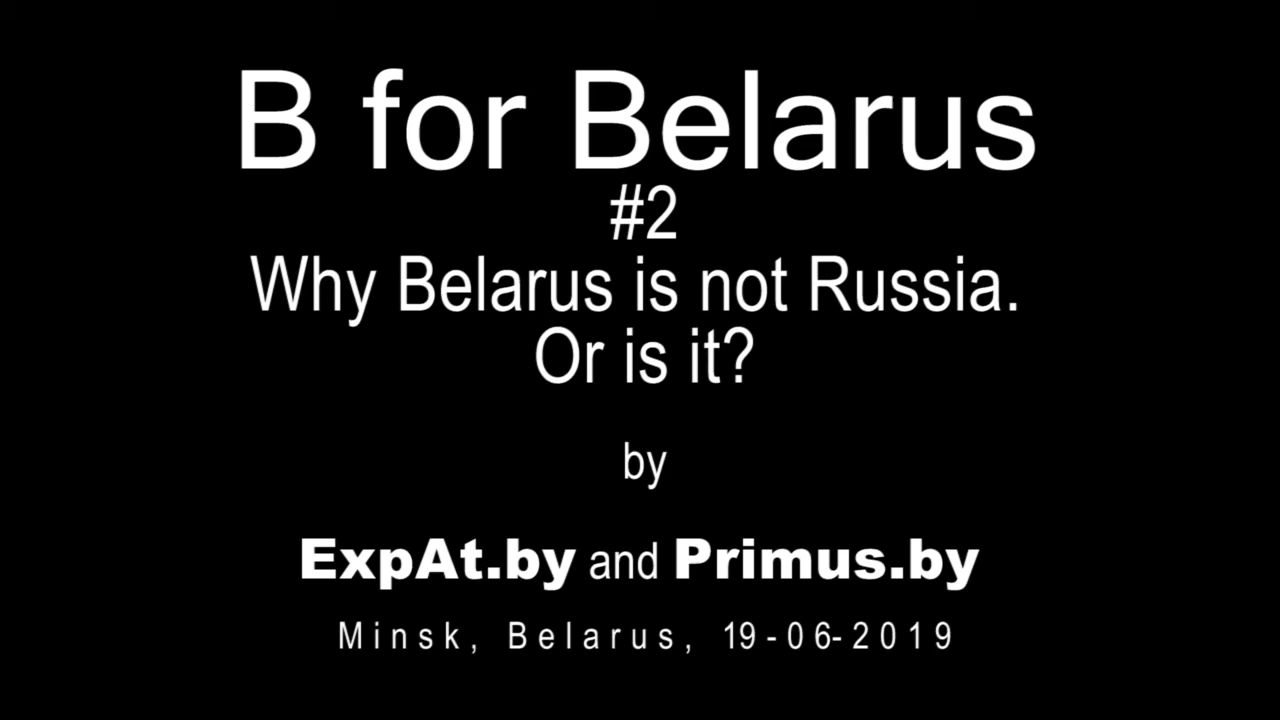 B for Belarus
#2
Why Belarus is not Russia.
Or is it?
by
ExpAt.by and Primus.by
Minsk, Belarus, 19-06-2019